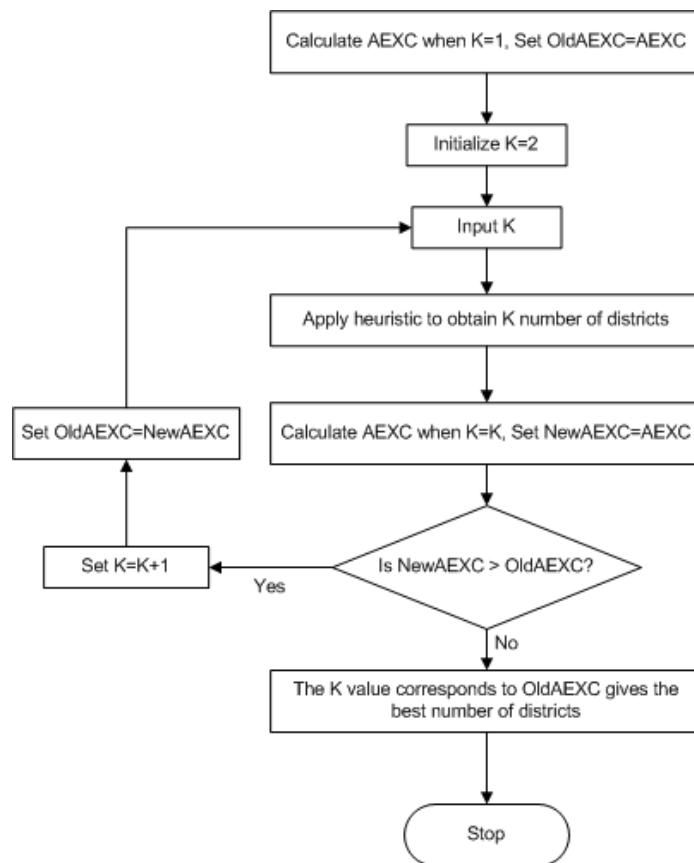 Calculate AEXC when K=1, Set OldAEXC=AEXC
Initialize K=2
Input K
Apply heuristic to obtain K number of districts
Set OldAEXC=NewAEXC
Calculate AEXC when K=K, Set NewAEXC=AEXC
Set K=K+1
Yes
Is NewAEXC > OldAEXC?
No
The K value corresponds to OldAEXC gives the
best number of districts
Stop